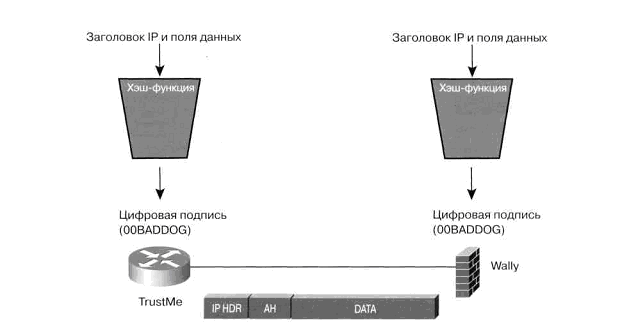 Заголовок IP и поля данных
Заголовок IP и поля данных
Хэш-функция
Хэш-функция
Цифровая подпись
(00BADDOG)
Цифровая подпись
(00BADDOG)
TrustMe
Wally
IP HDR
AH
DATA